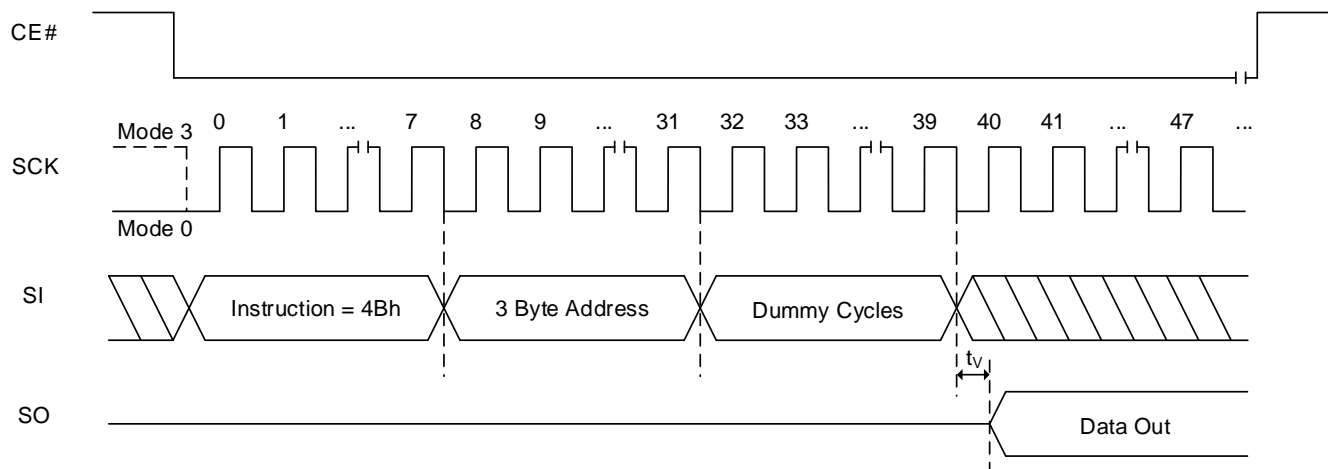 CE#
0 1 ... 7 8 9 ... 31 32 33 ... 39 40 41 ... 47 ...
Mode 3
SCK
Mode 0
SI
Instruction = 4Bh
3 Byte Address
Dummy Cycles
tV
SO
Data Out